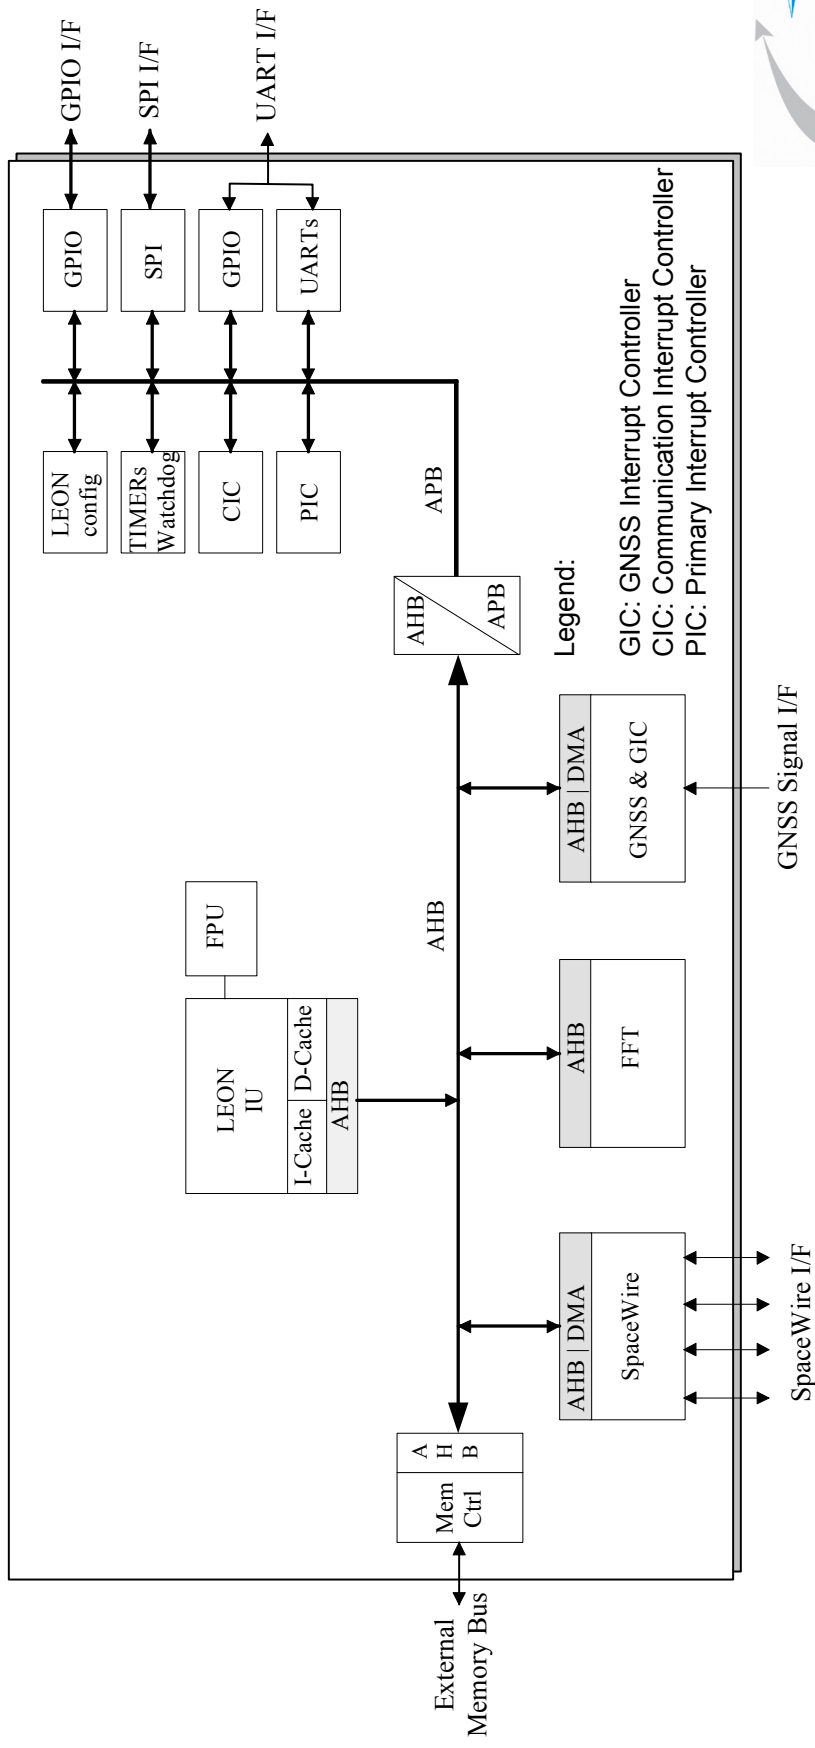 LEON
config
TIMERs
Watchdog
CIC
PIC
GPIO
SPI
GPIO
UARTs
GPIO I/F
SPI I/F
UART I/F
LEON
IU
FPU
I-Cache
D-Cache
AHB
AHB
APB
AHB
APB
External
Memory Bus
Mem
Ctrl
A
H
B
AHB | DMA
SpaceWire
AHB
FFT
AHB | DMA
GNSS & GIC
SpaceWire I/F
GNSS Signal I/F
Legend:
GIC: GNSS Interrupt Controller
CIC: Communication Interrupt Controller
PIC: Primary Interrupt Controller